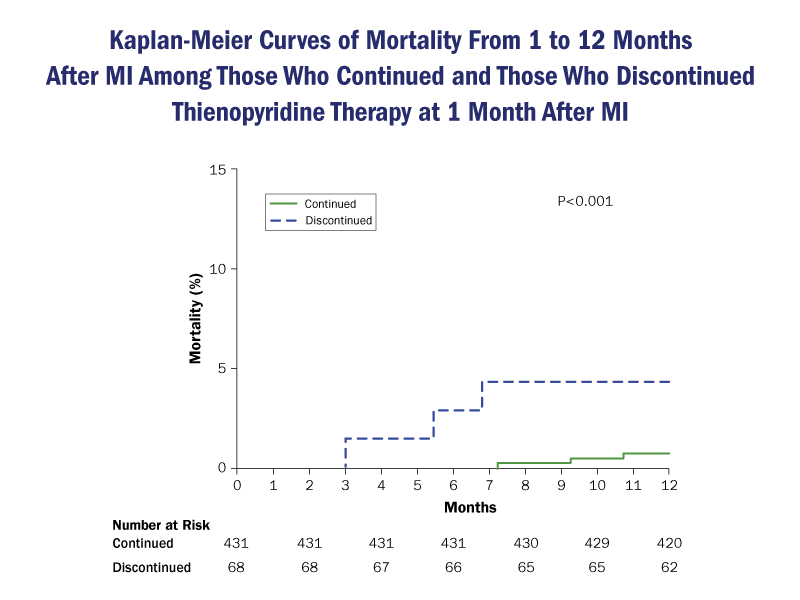 Kaplan-Meier Curves of Mortality From 1 to 12 Months
After MI Among Those Who Continued and Those Who Discontinued
Thienopyridine Therapy at 1 Month After MI
15
Continued
P<0.001
Discontinued
10
Mortality (%)
5
0
0 1 2 3 4 5 6 7 8 9 10 11 12
Months
Number at Risk
Continued 431 431 431 431 430 429 420
Discontinued 68 68 67 66 65 65 62